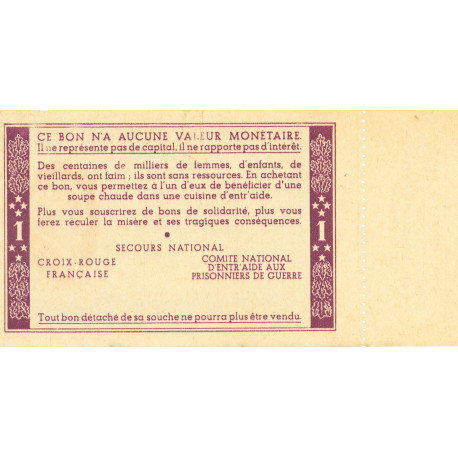 CE BON N'A AUCUNE VALEUR MONÉTAIRE.
Il ne représente pas de capital, il ne rapporte pas d'intérêt.
Des centaines de milliers de femmes, d'enfants, de
vieillards, ont faim ; ils sont sans ressources. En achetant
ce bon, vous permettez à l'un d'eux de bénéficier d'une
soupe chaude dans une cuisine d'entr'aide.
Plus vous souscrirez de bons de solidarité, plus vous
ferez reculer la misère et ses tragiques conséquences.
1 1
SECOURS NATIONAL
CROIX-ROUGE
FRANÇAISE
COMITÉ NATIONAL
D'ENTR'AIDE AUX
PRISONNIERS DE GUERRE
Tout bon détaché de sa souche ne pourra plus être vendu.